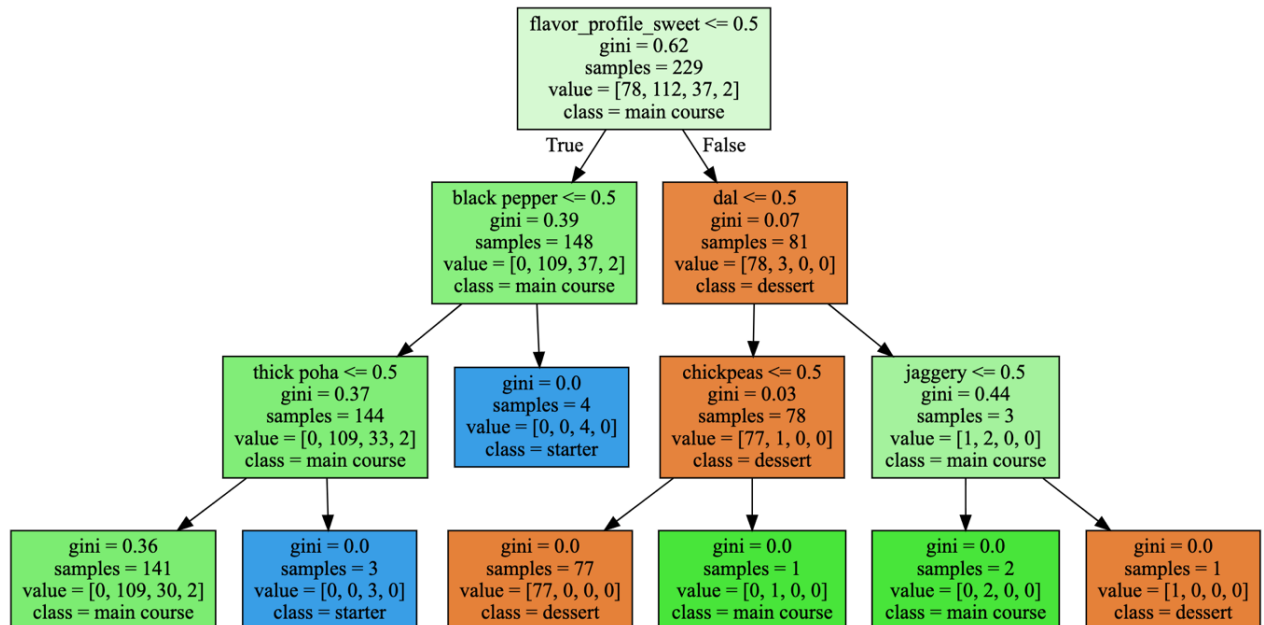 flavor_profile_sweet <= 0.5
gini = 0.62
samples = 229
value = [78, 112, 37, 2]
class = main course
True
False
black pepper <= 0.5
gini = 0.39
samples = 148
value = [0, 109, 37, 2]
class = main course
dal <= 0.5
gini = 0.07
samples = 81
value = [78, 3, 0, 0]
class = dessert
thick poha <= 0.5
gini = 0.37
samples = 144
value = [0, 109, 33, 2]
class = main course
gini = 0.0
samples = 4
value = [0, 0, 4, 0]
class = starter
chickpeas <= 0.5
gini = 0.03
samples = 78
value = [77, 1, 0, 0]
class = dessert
jaggery <= 0.5
gini = 0.44
samples = 3
value = [1, 2, 0, 0]
class = main course
gini = 0.36
samples = 141
value = [0, 109, 30, 2]
class = main course
gini = 0.0
samples = 3
value = [0, 0, 3, 0]
class = starter
gini = 0.0
samples = 77
value = [77, 0, 0, 0]
class = dessert
gini = 0.0
samples = 1
value = [0, 1, 0, 0]
class = main course
gini = 0.0
samples = 2
value = [0, 2, 0, 0]
class = main course
gini = 0.0
samples = 1
value = [1, 0, 0, 0]
class = dessert